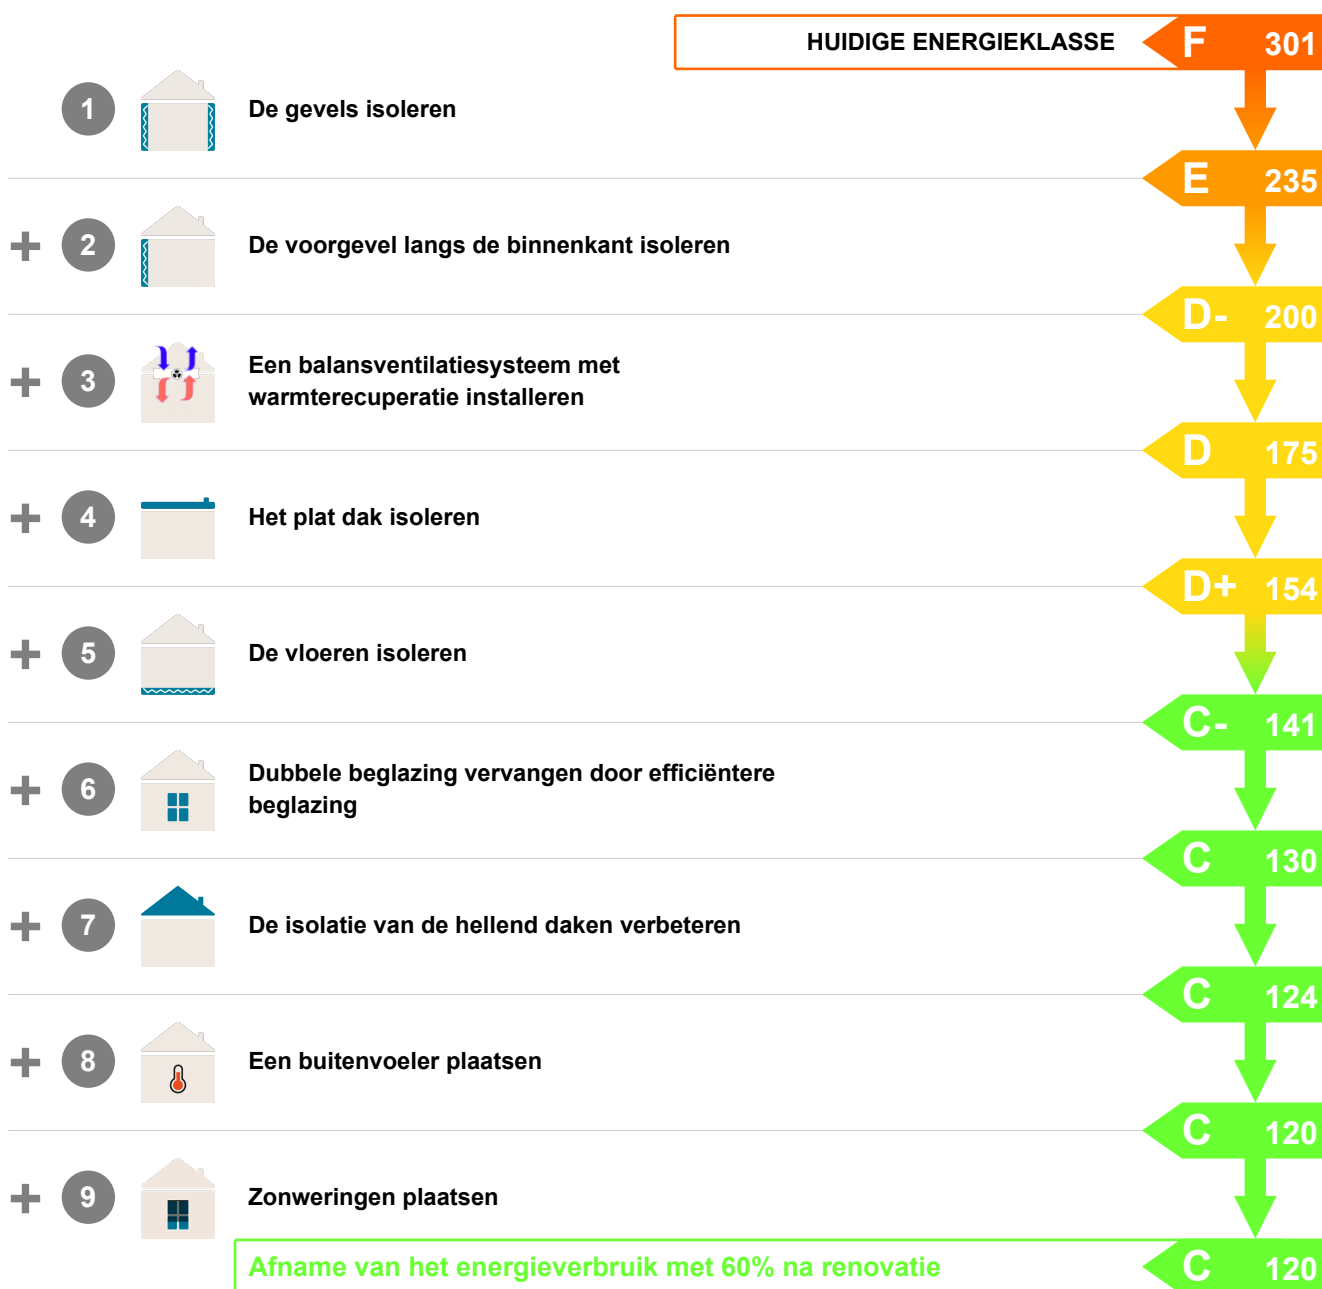 HUIDIGE ENERGIEKLASSE F 301
1 De gevels isoleren
E 235
+ 2 De voorgevel langs de binnenkant isoleren
D- 200
+ 3 Een balansventilatiesysteem met
warmterecuperatie installeren
D 175
+ 4 Het plat dak isoleren
D+ 154
+ 5 De vloeren isoleren
C- 141
+ 6 Dubbele beglazing vervangen door efficiëntere
beglazing
C 130
+ 7 De isolatie van de hellend daken verbeteren
C 124
+ 8 Een buitenvoeler plaatsen
C 120
+ 9 Zonweringen plaatsen
Afname van het energieverbruik met 60% na renovatie C 120